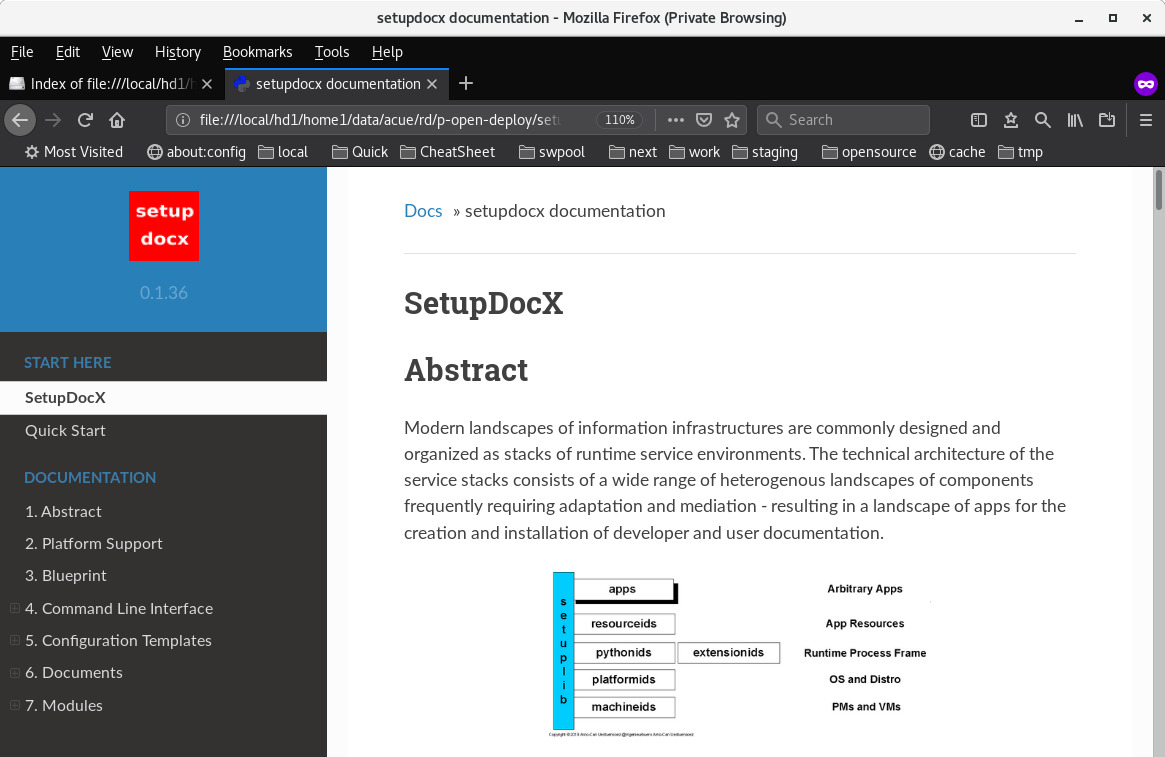 setupdocx documentation - Mozilla Firefox (Private Browsing)
File Edit View History Bookmarks Tools Help
Index of file:///local/hd1/
setupdocx documentation
file:///local/hd1/home1/data/acue/rd/p-open-deploy/setu
110%
Search
Most Visited about:config local Quick CheatSheet swpool next work staging opensource cache tmp
setup
docx
0.1.36
START HERE
SetupDocX
Quick Start
DOCUMENTATION
1. Abstract
2. Platform Support
3. Blueprint
4. Command Line Interface
5. Configuration Templates
6. Documents
7. Modules
Docs » setupdocx documentation
SetupDocX
Abstract
Modern landscapes of information infrastructures are commonly designed and
organized as stacks of runtime service environments. The technical architecture of the
service stacks consists of a wide range of heterogenous landscapes of components
frequently requiring adaptation and mediation - resulting in a landscape of apps for the
creation and installation of developer and user documentation.
setuplib
apps Arbitrary Apps
resourceids App Resources
pythonids extensionids Runtime Process Frame
platformids OS and Distro
machineids PMs and VMs